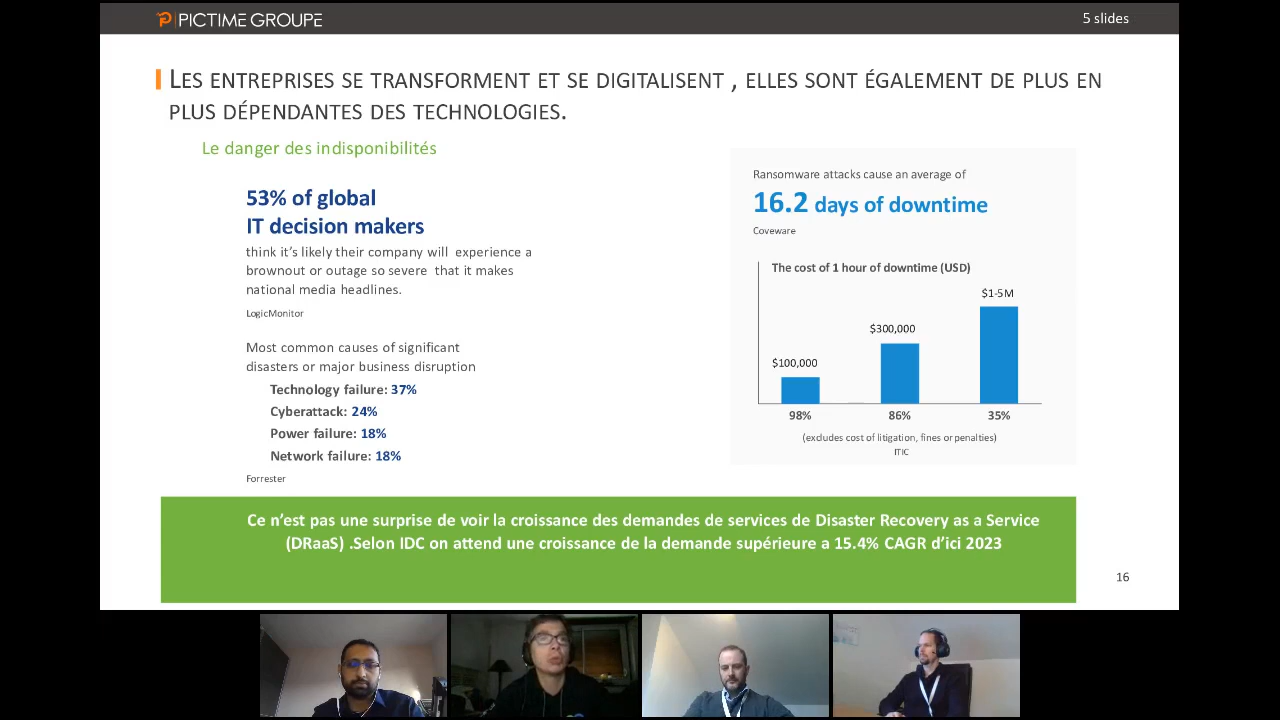 PICTIME GROUPE
5 slides
LES ENTREPRISES SE TRANSFORMENT ET SE DIGITALISENT , ELLES SONT ÉGALEMENT DE PLUS EN
PLUS DÉPENDANTES DES TECHNOLOGIES.
Le danger des indisponibilités
53% of global
IT decision makers
think it's likely their company will experience a
brownout or outage so severe that it makes
national media headlines.
LogicMonitor
Most common causes of significant
disasters or major business disruption
Technology failure: 37%
Cyberattack: 24%
Power failure: 18%
Network failure: 18%
Forrester
Ransomware attacks cause an average of
16.2 days of downtime
Coveware
The cost of 1 hour of downtime (USD)
$1-5M
$300,000
$100,000
98% 86% 35%
(excludes cost of litigation, fines or penalties)
ITIC
Ce n'est pas une surprise de voir la croissance des demandes de services de Disaster Recovery as a Service
(DRaaS) .Selon IDC on attend une croissance de la demande supérieure a 15.4% CAGR d'ici 2023
16